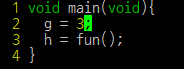 1 void main(void){
2   g = 3;
3   h = fun();
4 }